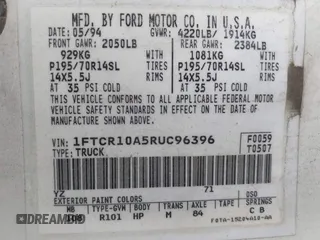 MFD. BY FORD MOTOR CO. IN U.S.A.
DATE: 05/94 GVWR: 4220LB/ 1914KG
FRONT GAWR: 2050LB REAR GAWR: 2384LB
929KG WITH 1081KG WITH
P195/70R14SL TIRES P195/70R14SL TIRES
14X5.5J RIMS 14X5.5J RIMS
AT 35 PSI COLD AT 35 PSI COLD
THIS VEHICLE CONFORMS TO ALL APPLICABLE FEDERAL
MOTOR VEHICLE SAFETY STANDARDS IN EFFECT ON THE
DATE OF MANUFACTURE SHOWN ABOVE.
VIN: 1FTCR10A5RUC96396 F0059
TYPE: TRUCK T0507
YZ 71
EXTERIOR PAINT COLORS DSO
WB TYPE-GVW BODY TRANS AXLE TAPE SPRINGS
108 R101 HP M 84 C B
DREAMBID